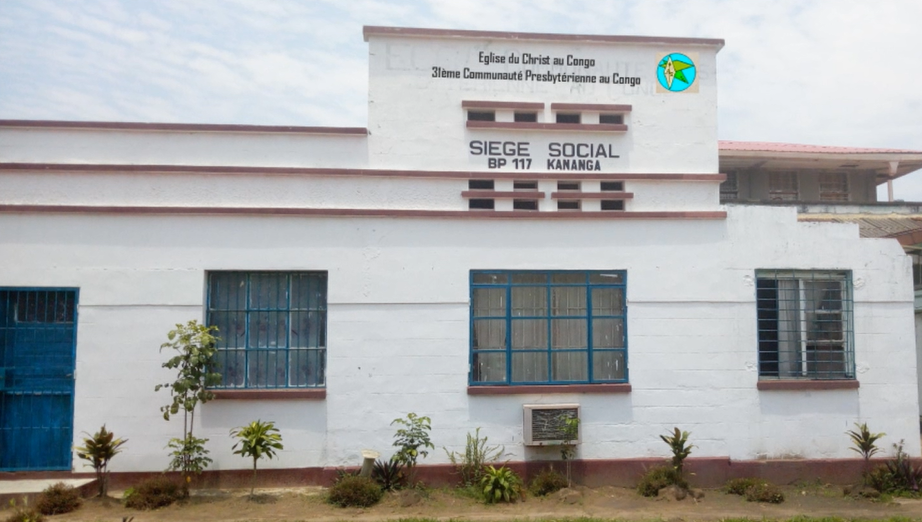 Eglise du Christ au Congo
31ème Communauté Presbytérienne au Congo
SIEGE SOCIAL
BP 117 KANANGA